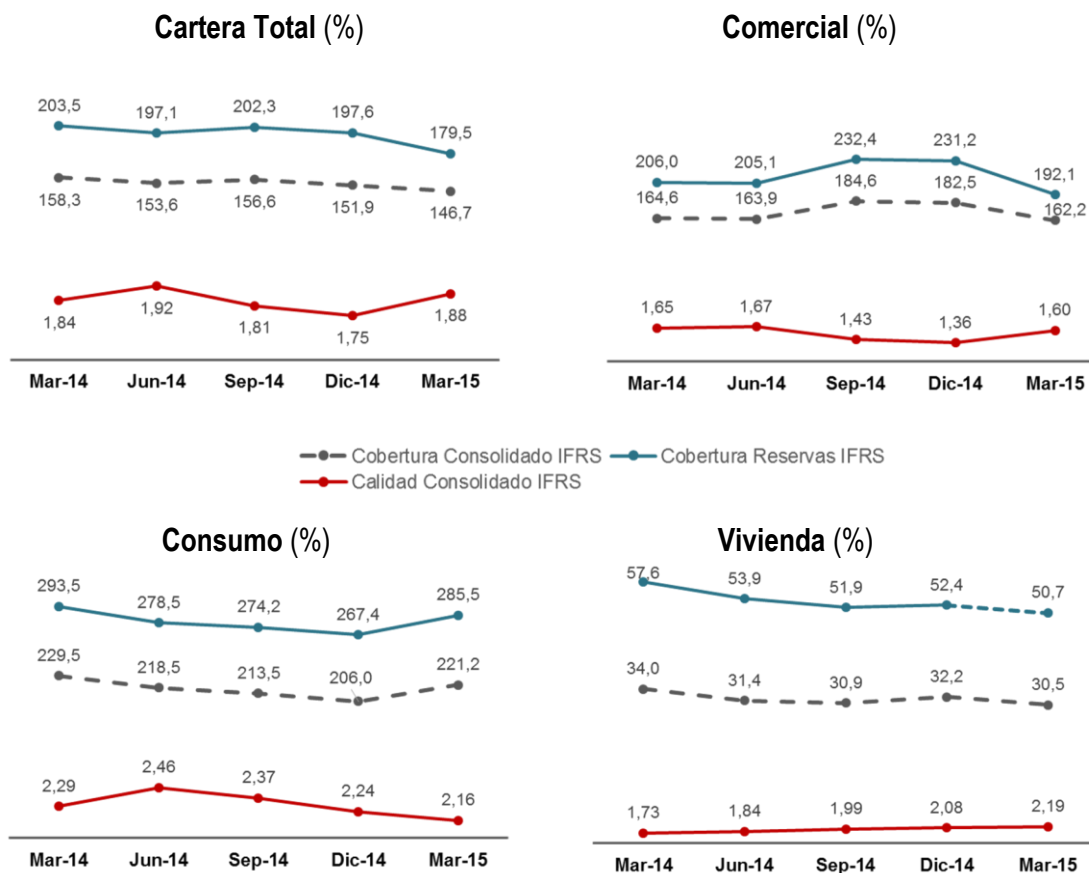 Cartera Total (%)
203,5 197,1 202,3 197,6 179,5
158,3 153,6 156,6 151,9 146,7
1,84 1,92 1,81 1,75 1,88
Mar-14 Jun-14 Sep-14 Dic-14 Mar-15
Comercial (%)
206,0 205,1 232,4 231,2 192,1
164,6 163,9 184,6 182,5 162,2
1,65 1,67 1,43 1,36 1,60
Mar-14 Jun-14 Sep-14 Dic-14 Mar-15
Cobertura Consolidado IFRS Cobertura Reservas IFRS
Calidad Consolidado IFRS
Consumo (%)
293,5 278,5 274,2 267,4 285,5
229,5 218,5 213,5 206,0 221,2
2,29 2,46 2,37 2,24 2,16
Mar-14 Jun-14 Sep-14 Dic-14 Mar-15
Vivienda (%)
57,6 53,9 51,9 52,4 50,7
34,0 31,4 30,9 32,2 30,5
1,73 1,84 1,99 2,08 2,19
Mar-14 Jun-14 Sep-14 Dic-14 Mar-15